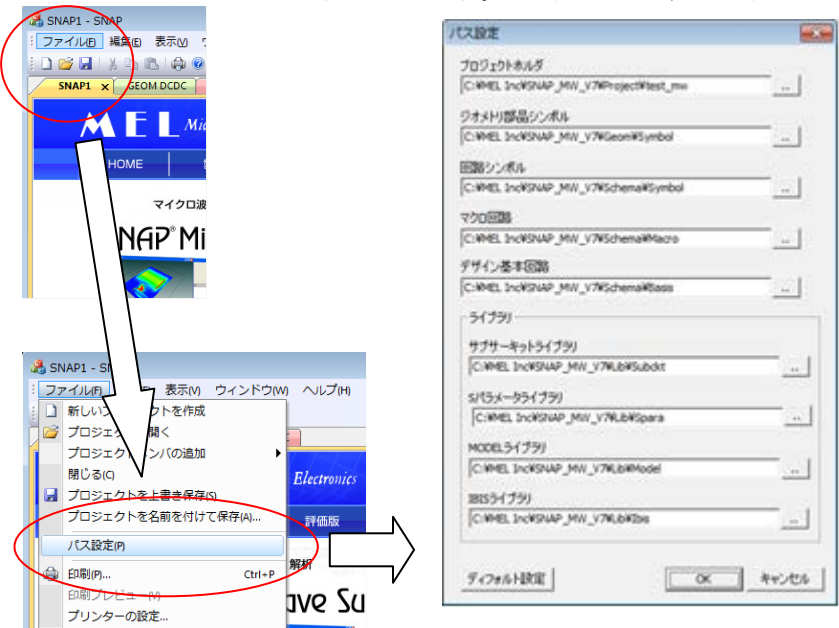 SNAP1 - SNAP
ファイル(F) 編集(E) 表示(V)
SNAP1 x GEOM DCDC
MEL Mi
HOME
マイクロ波
SNAP® Mi
SNAP1 - S
ファイル(F) 表示(V) ウィンドウ(W) ヘルプ(H)
新しいプロジェクトを作成
プロジェクトを開く
プロジェクトメンバの追加
閉じる(C)
プロジェクトを上書き保存(S)
プロジェクトを名前を付けて保存(A)...
パス設定(P)
印刷(P)... Ctrl+P
印刷プレビュー(V)
プリンターの設定...
Electronics
評価版
解析
ave Su
パス設定
プロジェクトホルダ
C:¥MEL Inc¥SNAP_MW_V7¥Project¥test_mw ..
ジオメトリ部品シンボル
C:¥MEL Inc¥SNAP_MW_V7¥Geom¥Symbol ..
回路シンボル
C:¥MEL Inc¥SNAP_MW_V7¥Schema¥Symbol ..
マクロ回路
C:¥MEL Inc¥SNAP_MW_V7¥Schema¥Macro ..
デザイン基本回路
C:¥MEL Inc¥SNAP_MW_V7¥Schema¥Basis ..
ライブラリ
サブサーキットライブラリ
C:¥MEL Inc¥SNAP_MW_V7¥Lib¥Subckt ..
Sパラメータライブラリ
C:¥MEL Inc¥SNAP_MW_V7¥Lib¥Spara ..
MODELライブラリ
C:¥MEL Inc¥SNAP_MW_V7¥Lib¥Model ..
IBISライブラリ
C:¥MEL Inc¥SNAP_MW_V7¥Lib¥Ibis ..
ディフォルト設定 OK キャンセル